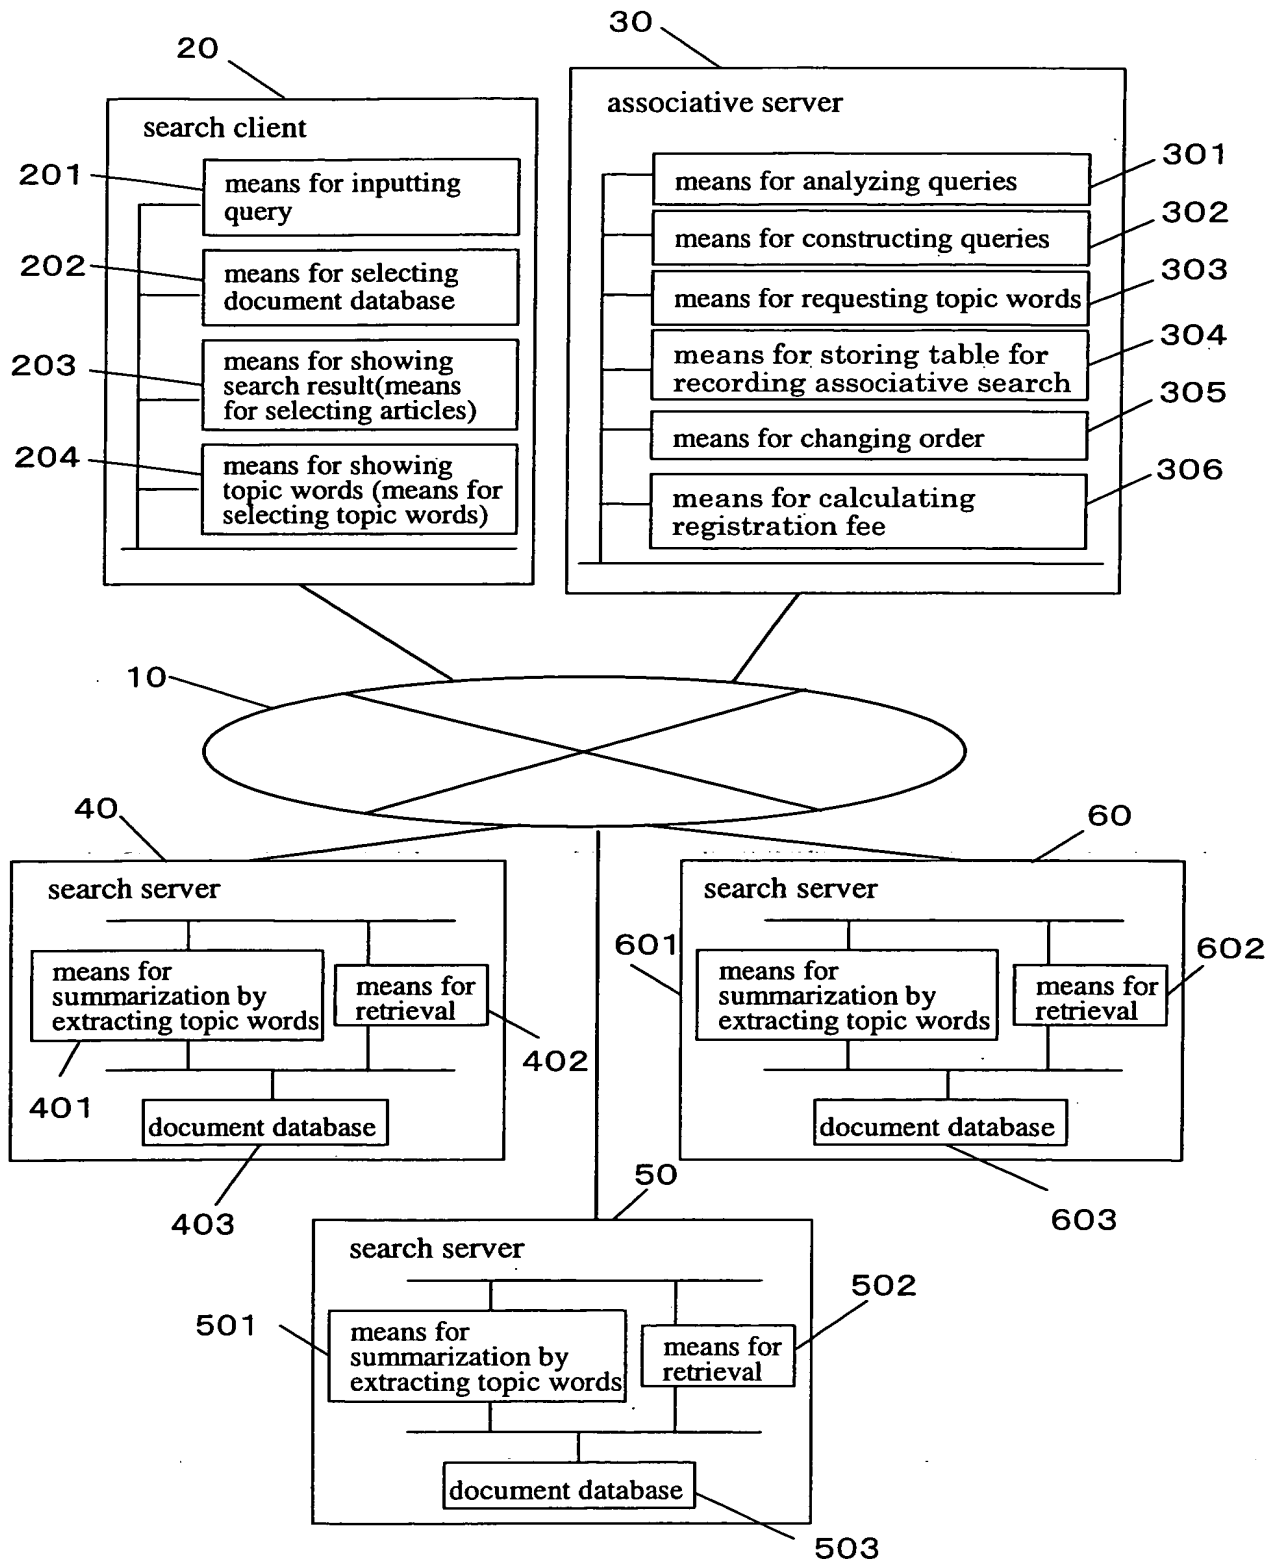 20
search client
201
means for inputting
query
202
means for selecting
document database
203
means for showing
search result(means
for selecting articles)
204
means for showing
topic words (means for
selecting topic words)
30
associative server
301
means for analyzing queries
302
means for constructing queries
303
means for requesting topic words
304
means for storing table for
recording associative search
305
means for changing order
306
means for calculating
registration fee
10
40
search server
means for
summarization by
extracting topic words
401
means for
retrieval
402
document database
403
60
search server
601
means for
summarization by
extracting topic words
means for
retrieval
602
document database
603
50
search server
501
means for
summarization by
extracting topic words
502
means for
retrieval
document database
503